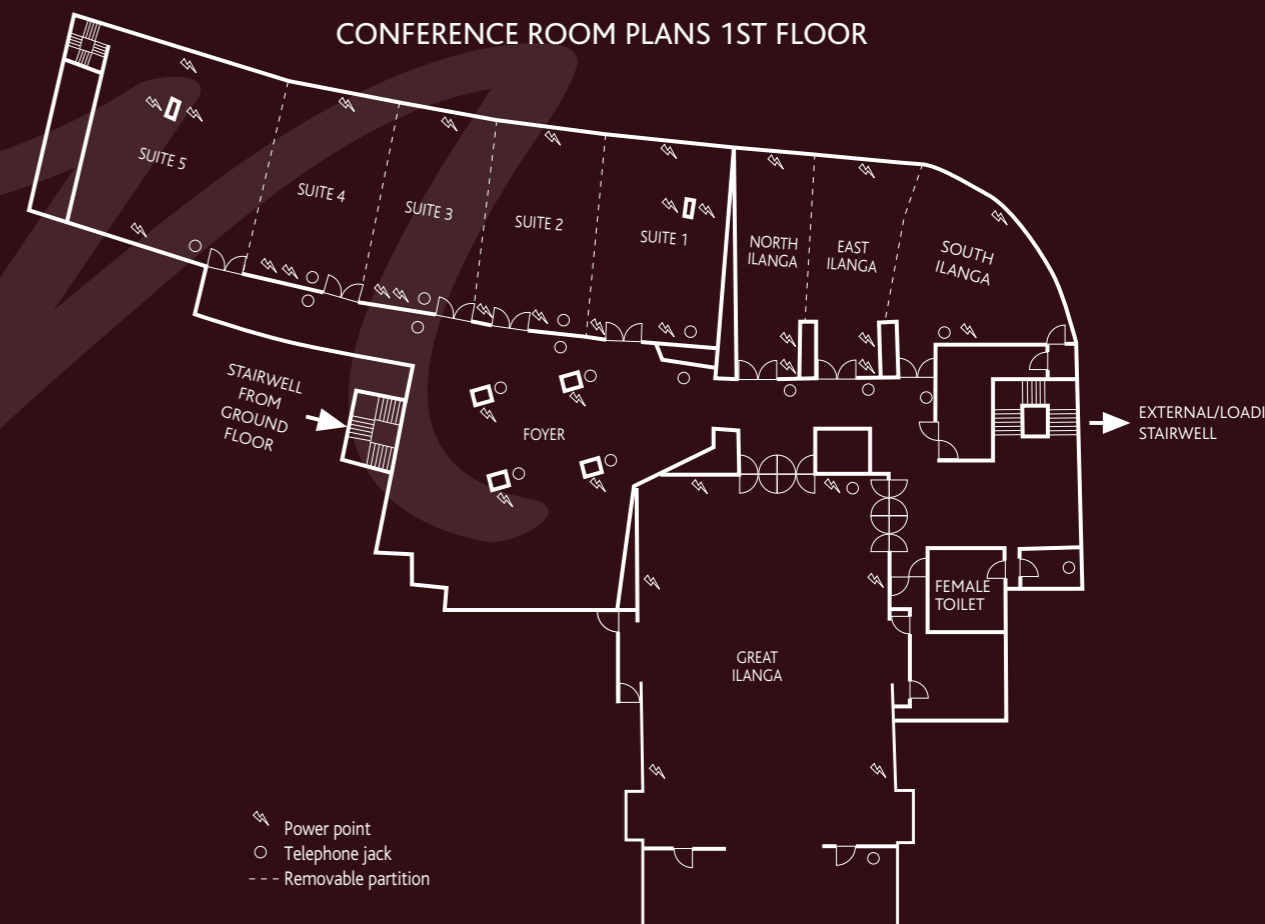 CONFERENCE ROOM PLANS 1ST FLOOR
SUITE 5
SUITE 4
SUITE 3
SUITE 2
SUITE 1
NORTH
ILANGA
EAST
ILANGA
SOUTH
ILANGA
STAIRWELL
FROM
GROUND
FLOOR
FOYER
EXTERNAL/LOADI
STAIRWELL
FEMALE
TOILET
GREAT
ILANGA
Power point
Telephone jack
Removable partition